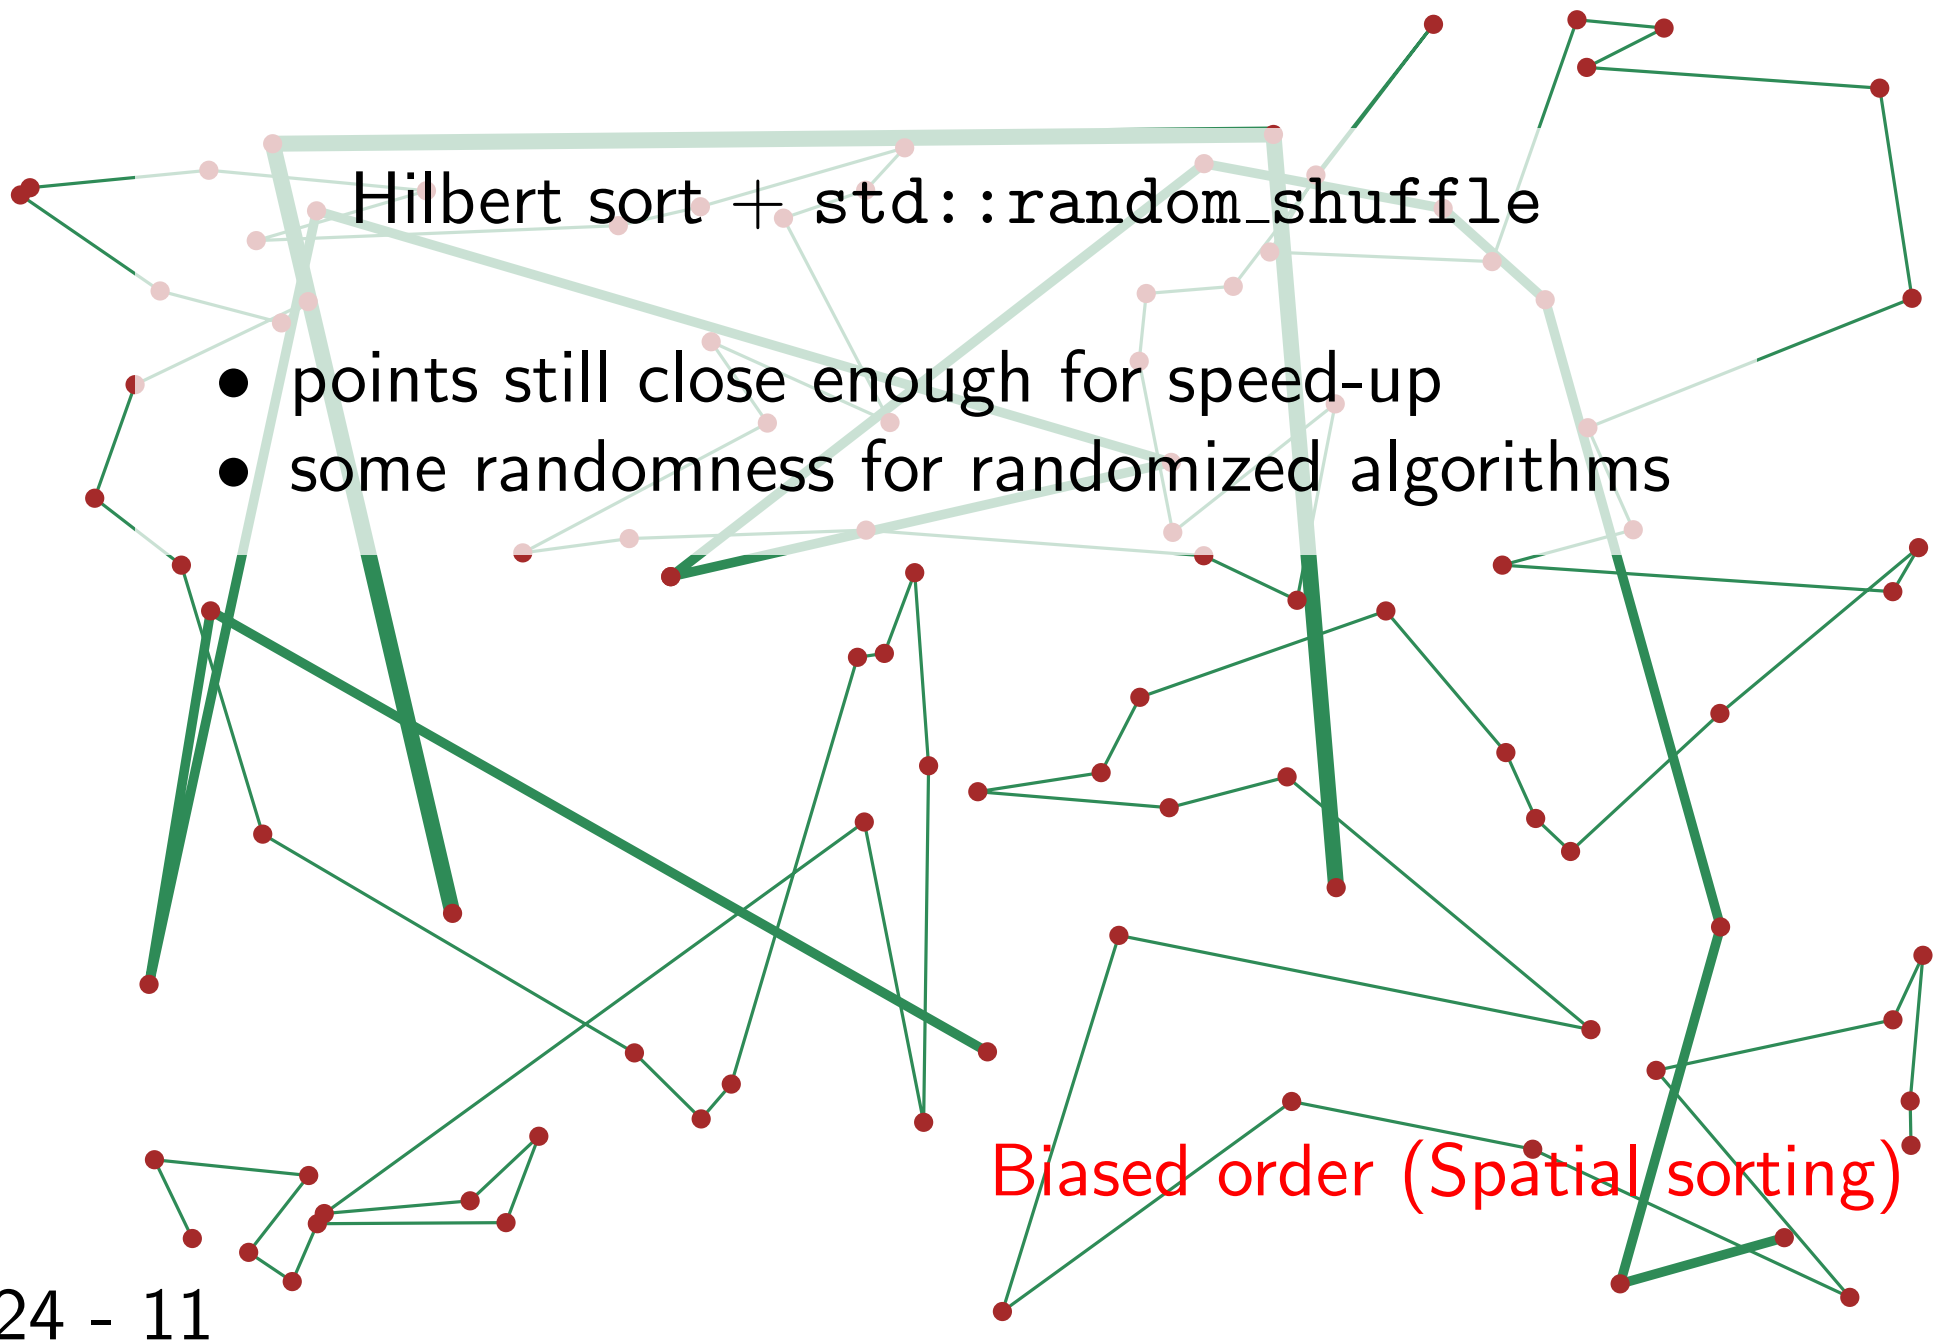 Hilbert sort + std::random_shuffle
• points still close enough for speed-up
• some randomness for randomized algorithms
Biased order (Spatial sorting)
24 - 11